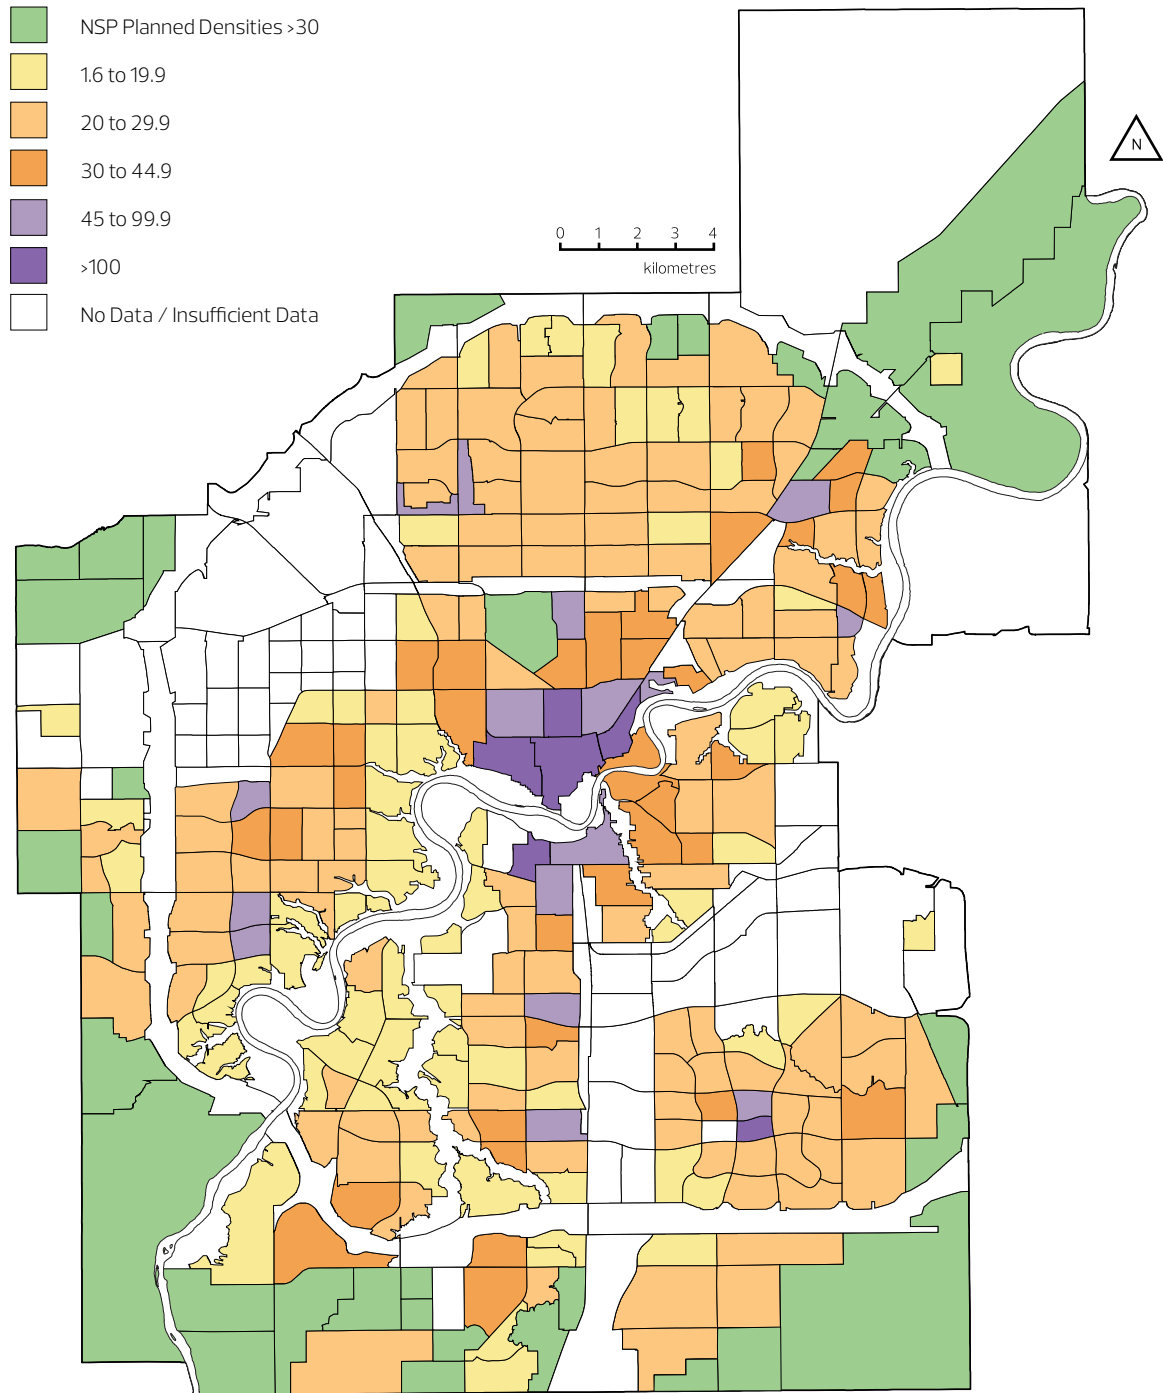 NSP Planned Densities >30
1.6 to 19.9
20 to 29.9
30 to 44.9
45 to 99.9
>100
No Data / Insufficient Data
N
0 1 2 3 4
kilometres